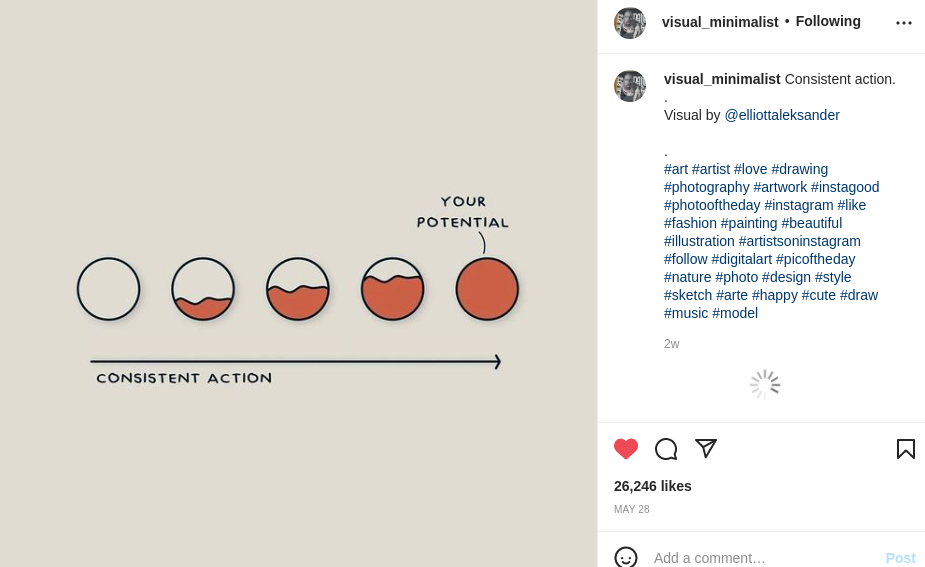 YOUR
POTENTIAL
CONSISTENT ACTION
visual_minimalist • Following
visual_minimalist Consistent action.
.
Visual by @elliottaleksander
.
#art #artist #love #drawing
#photography #artwork #instagood
#photooftheday #instagram #like
#fashion #painting #beautiful
#illustration #artistsoninstagram
#follow #digitalart #picoftheday
#nature #photo #design #style
#sketch #arte #happy #cute #draw
#music #model
2w
26,246 likes
MAY 28
Add a comment…
Post